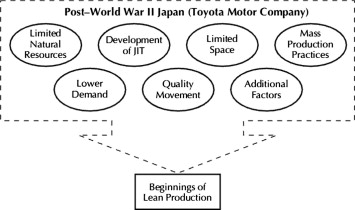 Post–World War II Japan (Toyota Motor Company)
Limited
Natural
Resources
Development
of JIT
Limited
Space
Mass
Production
Practices
Lower
Demand
Quality
Movement
Additional
Factors
Beginnings of
Lean Production